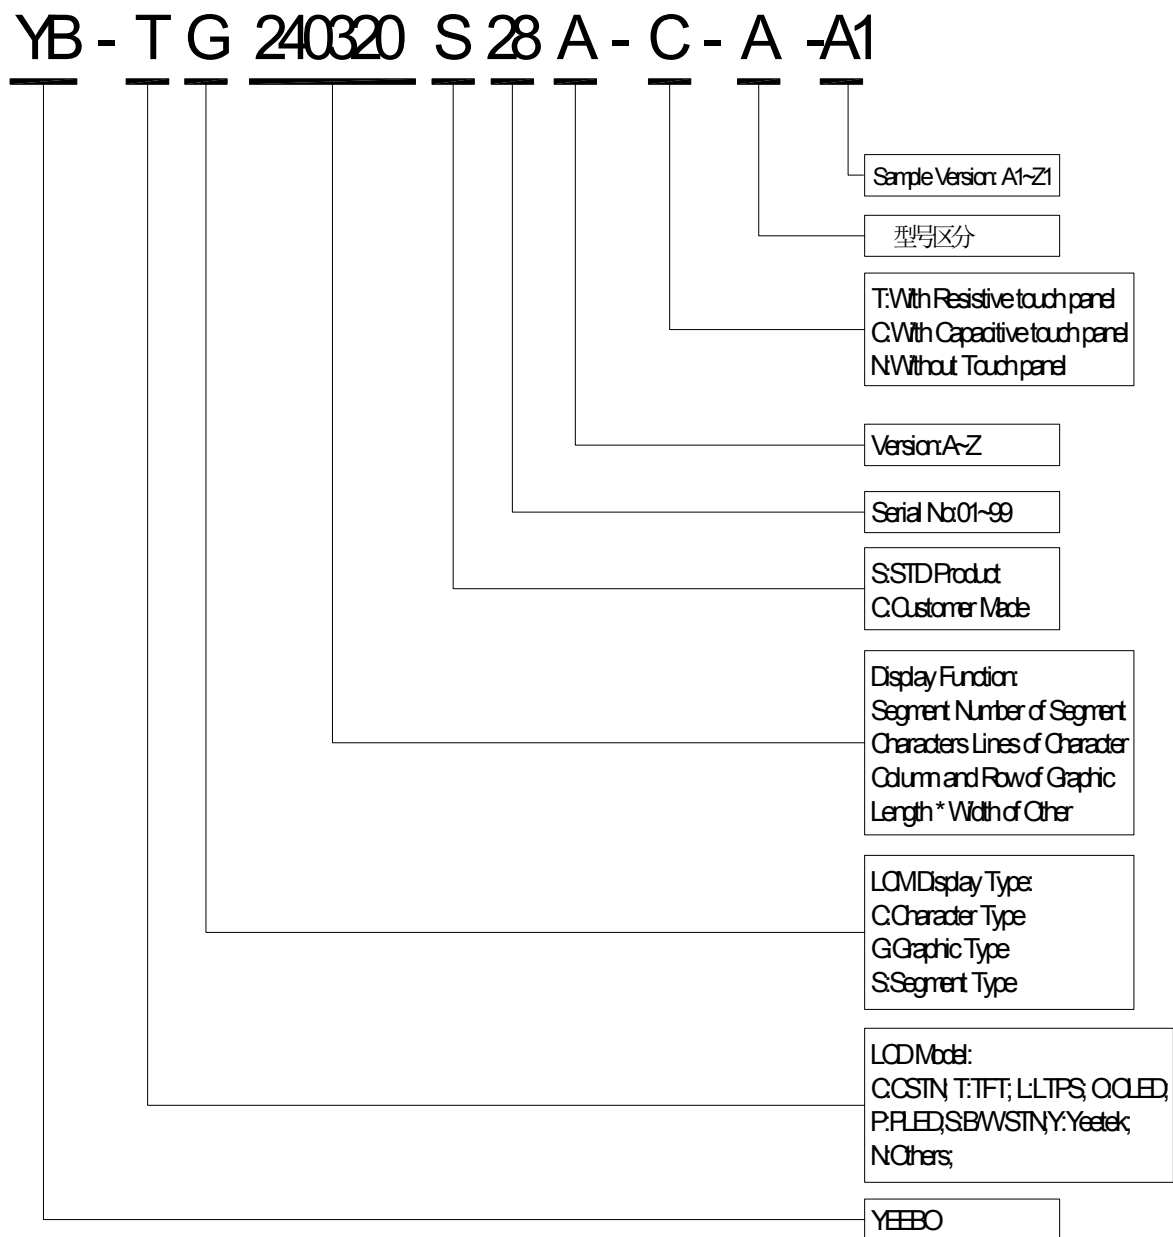 YB - T G 240320 S 28 A - C - A -A1
Sample Version: A1~Z1
型号区分
T:With Resistive touch panel
C:With Capacitive touch panel
N:Without Touch panel
Version:A~Z
Serial No:01~99
S:STD Product
C:Customer Made
Display Function:
Segment Number of Segment
Characters Lines of Character
Column and Row of Graphic
Length * Width of Other
LCM Display Type:
C:Character Type
G:Graphic Type
S:Segment Type
LCD Model:
C:CSTN; T:TFT; L:LTPS; O:OLED;
P:PLED;S:B/W STN;Y:Yeetek;
N:Others;
YEEBO